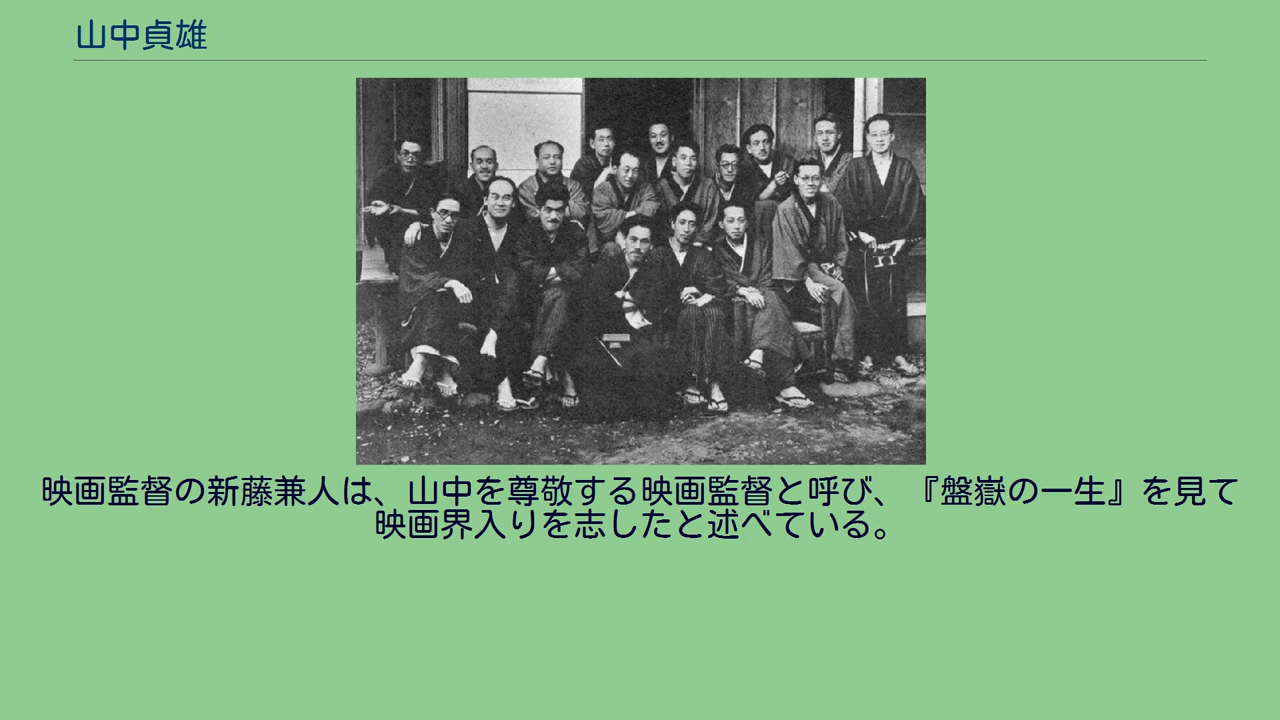 山中貞雄
映画監督の新藤兼人は、山中を尊敬する映画監督と呼び、『盤嶽の一生』を見て
映画界入りを志したと述べている。